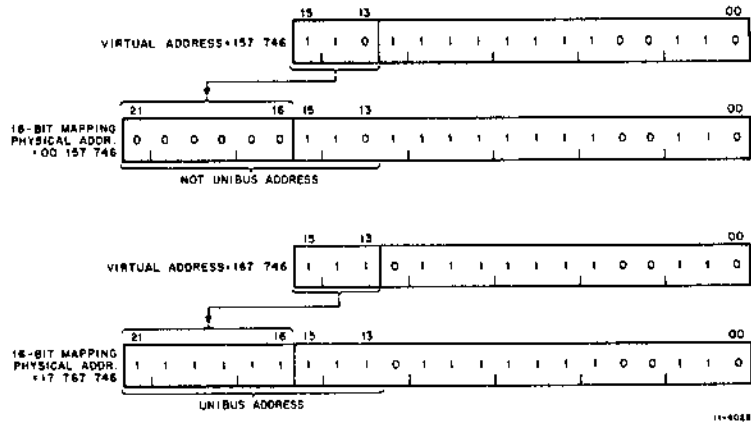 15 13 00
VIRTUAL ADDRESS=157 746 1 1 0 1 1 1 1 1 1 1 1 0 0 1 1 0
21 16 15 13 00
16-BIT MAPPING
PHYSICAL ADDR.
=00 157 746
0 0 0 0 0 0 1 1 0 1 1 1 1 1 1 1 1 0 0 1 1 0
NOT UNIBUS ADDRESS
15 13 00
VIRTUAL ADDRESS=167 746 1 1 1 0 1 1 1 1 1 1 1 0 0 1 1 0
21 16 15 13 00
16-BIT MAPPING
PHYSICAL ADDR.
=17 767 746
1 1 1 1 1 1 1 1 1 0 1 1 1 1 1 1 1 0 0 1 1 0
UNIBUS ADDRESS
11-4028